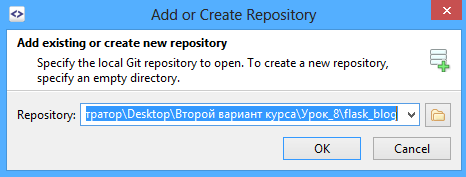 Add or Create Repository
Add existing or create new repository
Specify the local Git repository to open. To create a new repository,
specify an empty directory.
Repository: тратор\Desktop\Второй вариант курса\Урок_8\flask_blog
OK Cancel